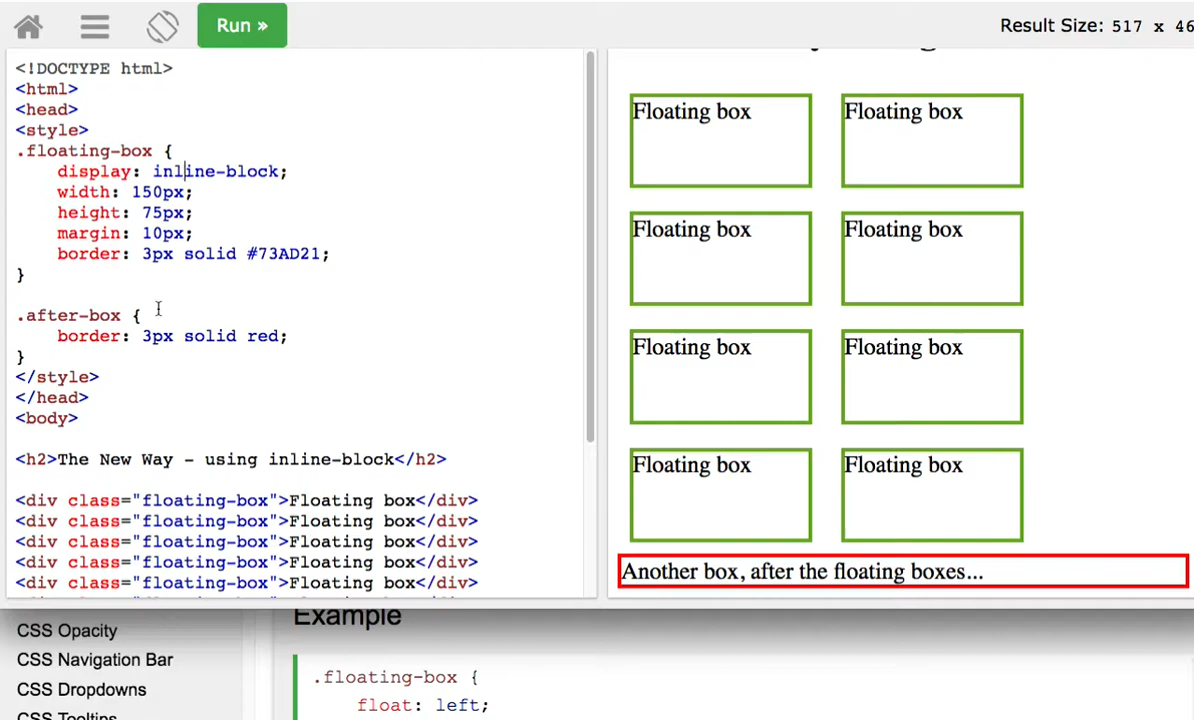 Run »
Result Size: 517 x 46
<!DOCTYPE html>
<html>
<head>
<style>
.floating-box {
    display: inline-block;
    width: 150px;
    height: 75px;
    margin: 10px;
    border: 3px solid #73AD21;
}
.after-box {
    border: 3px solid red;
}
</style>
</head>
<body>
<h2>The New Way - using inline-block</h2>
<div class="floating-box">Floating box</div>
<div class="floating-box">Floating box</div>
<div class="floating-box">Floating box</div>
<div class="floating-box">Floating box</div>
<div class="floating-box">Floating box</div>
Floating box Floating box
Floating box Floating box
Floating box Floating box
Floating box Floating box
Another box, after the floating boxes...
CSS Opacity
CSS Navigation Bar
CSS Dropdowns
CSS Tooltips
Example
.floating-box {
    float: left;